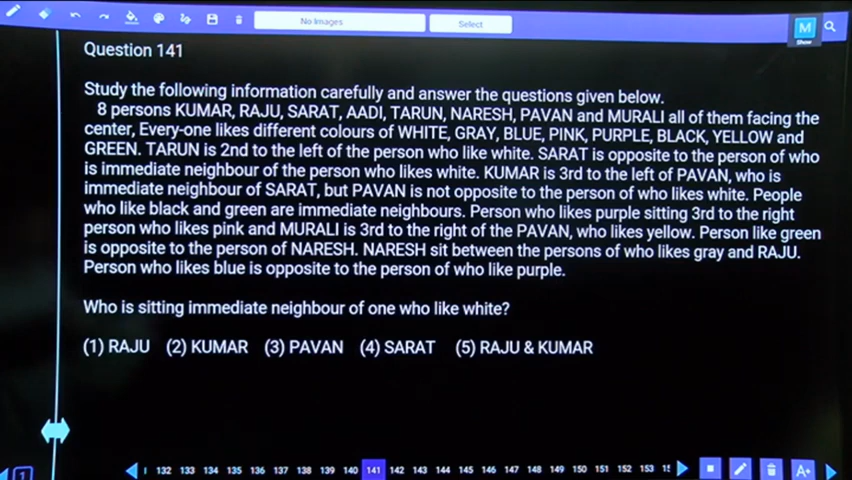 No Images
Select
M
Show
Question 141
Study the following information carefully and answer the questions given below.
8 persons KUMAR, RAJU, SARAT, AADI, TARUN, NARESH, PAVAN and MURALI all of them facing the
center, Every-one likes different colours of WHITE, GRAY, BLUE, PINK, PURPLE, BLACK, YELLOW and
GREEN. TARUN is 2nd to the left of the person who like white. SARAT is opposite to the person of who
is immediate neighbour of the person who likes white. KUMAR is 3rd to the left of PAVAN, who is
immediate neighbour of SARAT, but PAVAN is not opposite to the person of who likes white. People
who like black and green are immediate neighbours. Person who likes purple sitting 3rd to the right
person who likes pink and MURALI is 3rd to the right of the PAVAN, who likes yellow. Person like green
is opposite to the person of NARESH. NARESH sit between the persons of who likes gray and RAJU.
Person who likes blue is opposite to the person of who like purple.
Who is sitting immediate neighbour of one who like white?
(1) RAJU (2) KUMAR (3) PAVAN (4) SARAT (5) RAJU & KUMAR
1 132 133 134 135 136 137 138 139 140 141 142 143 144 145 146 147 148 149 150 151 152 153 A+